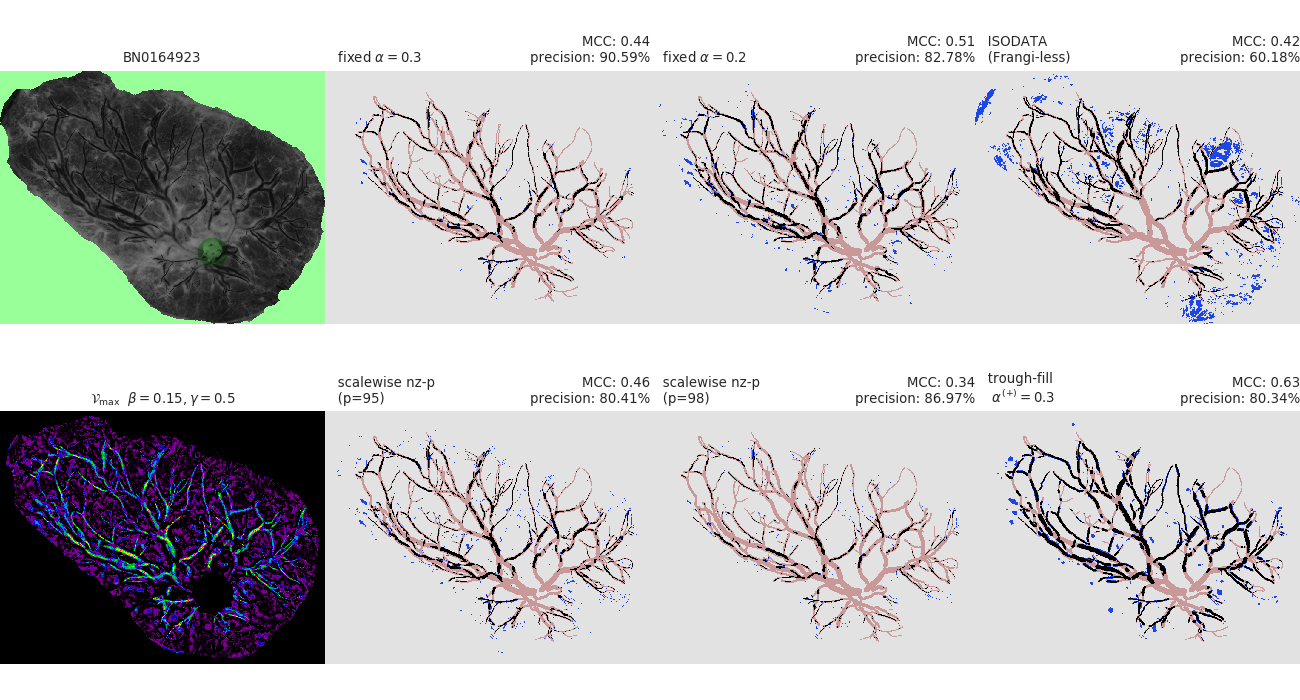 BN0164923
fixed α = 0.3
MCC: 0.44
precision: 90.59%
fixed α = 0.2
MCC: 0.51
precision: 82.78%
ISODATA
(Frangi-less)
MCC: 0.42
precision: 60.18%
𝒱max β = 0.15, γ = 0.5
scalewise nz-p
(p=95)
MCC: 0.46
precision: 80.41%
scalewise nz-p
(p=98)
MCC: 0.34
precision: 86.97%
trough-fill
α(+) = 0.3
MCC: 0.63
precision: 80.34%